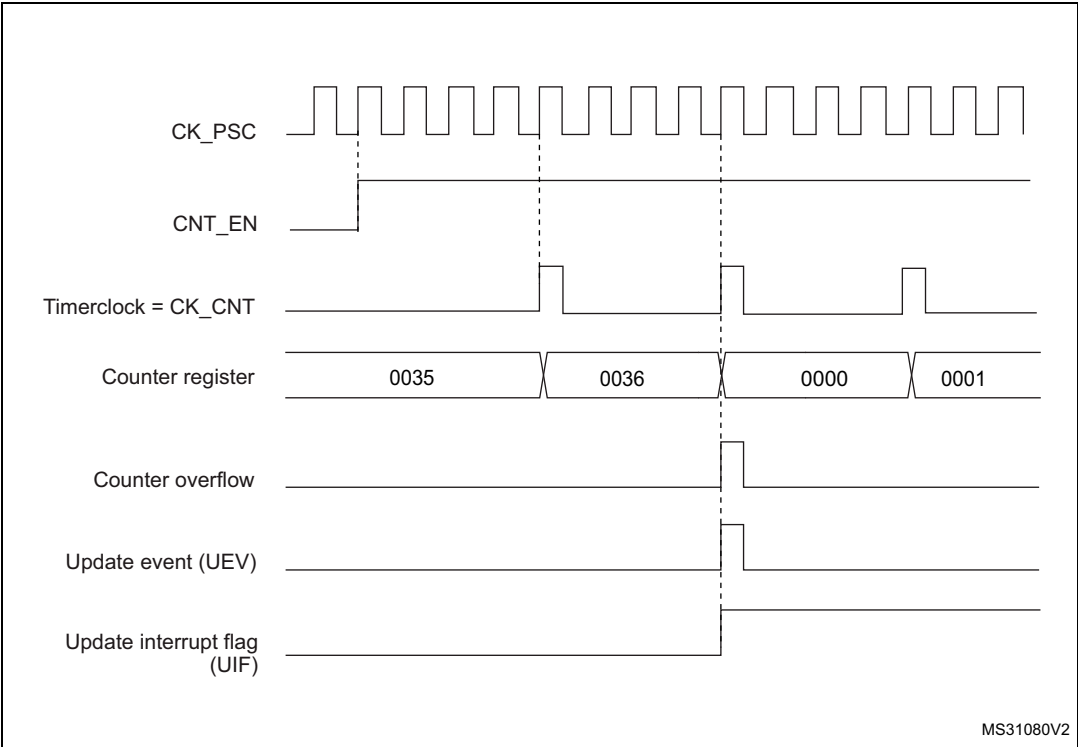 CK_PSC
CNT_EN
Timerclock = CK_CNT
Counter register
0035
0036
0000
0001
Counter overflow
Update event (UEV)
Update interrupt flag
(UIF)
MS31080V2